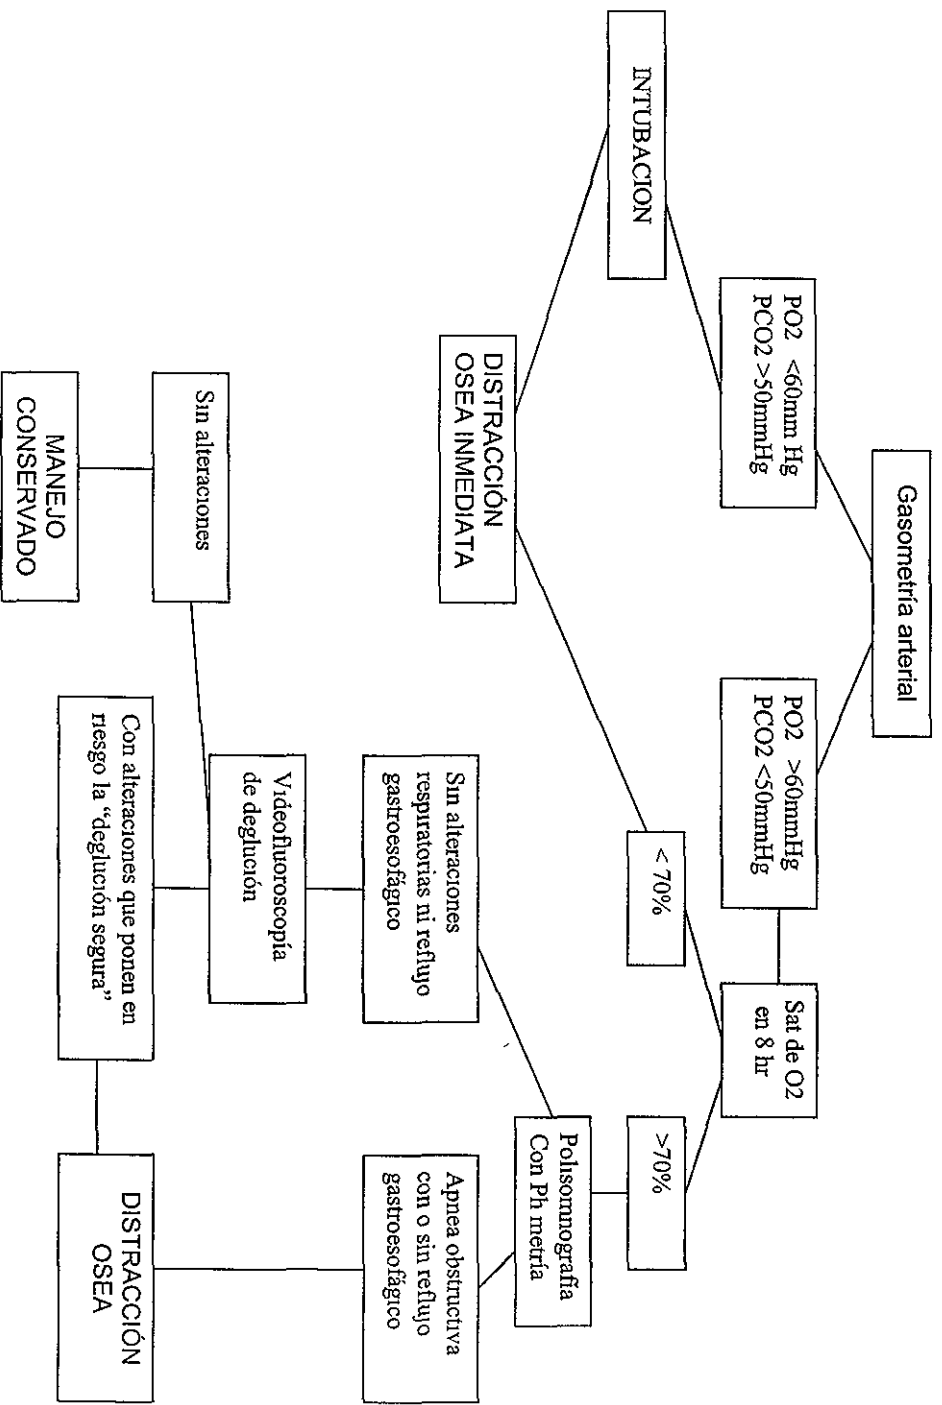 Gasometría arterial
PO2 <60mm Hg
PCO2 >50mmHg
PO2 >60mmHg
PCO2 <50mmHg
Sat de O2
en 8 hr
INTUBACION
< 70%
>70%
DISTRACCIÓN
OSEA INMEDIATA
Polisomnografía
Con Ph metría
Sin alteraciones
respiratorias ni reflujo
gastroesofágico
Apnea obstructiva
con o sin reflujo
gastroesofágico
Videofluoroscopía
de deglución
Sin alteraciones
Con alteraciones que ponen en
riesgo la “deglución segura”
DISTRACCIÓN
OSEA
MANEJO
CONSERVADO